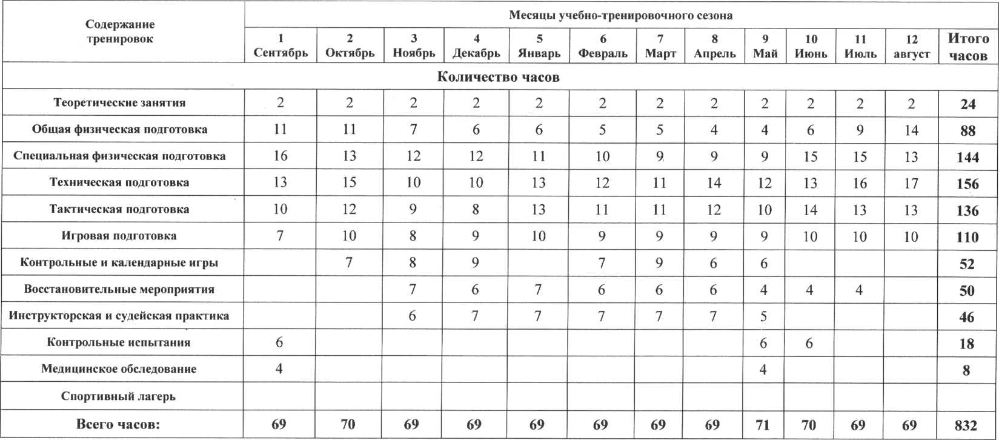 Содержание тренировок
Месяцы учебно-тренировочного сезона
1 Сентябрь 2 Октябрь 3 Ноябрь 4 Декабрь 5 Январь 6 Февраль 7 Март 8 Апрель 9 Май 10 Июнь 11 Июль 12 август Итого часов
Количество часов
Теоретические занятия 2 2 2 2 2 2 2 2 2 2 2 2 24
Общая физическая подготовка 11 11 7 6 6 5 5 4 4 6 9 14 88
Специальная физическая подготовка 16 13 12 12 11 10 9 9 9 15 15 13 144
Техническая подготовка 13 15 10 10 13 12 11 14 12 13 16 17 156
Тактическая подготовка 10 12 9 8 13 11 11 12 10 14 13 13 136
Игровая подготовка 7 10 8 9 10 9 9 9 9 10 10 10 110
Контрольные и календарные игры 7 8 9 7 9 6 6 52
Восстановительные мероприятия 7 6 7 6 6 6 4 4 4 50
Инструкторская и судейская практика 6 7 7 7 7 7 5 46
Контрольные испытания 6 6 6 18
Медицинское обследование 4 4 8
Спортивный лагерь
Всего часов: 69 70 69 69 69 69 69 69 71 70 69 69 832